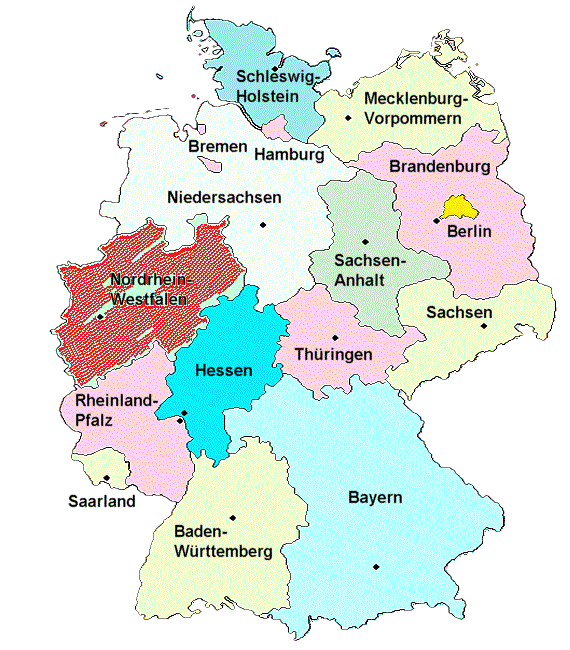 Schleswig-
Holstein
Mecklenburg-
Vorpommern
Bremen
Hamburg
Brandenburg
Niedersachsen
Berlin
Sachsen-
Anhalt
Nordrhein-
Westfalen
Sachsen
Thüringen
Hessen
Rheinland-
Pfalz
Saarland
Bayern
Baden-
Württemberg